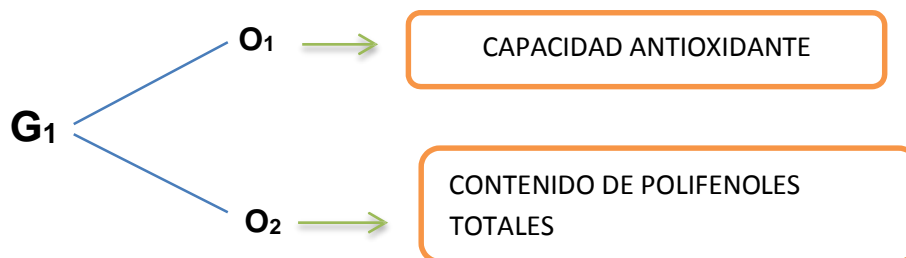 O1
CAPACIDAD ANTIOXIDANTE
G1
CONTENIDO DE POLIFENOLES
TOTALES
O2